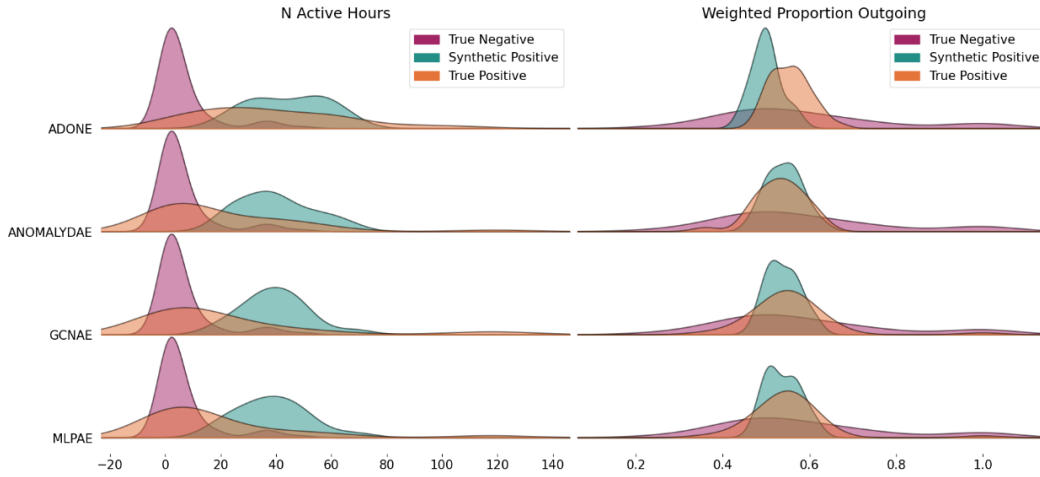 N Active Hours
Weighted Proportion Outgoing
True Negative
Synthetic Positive
True Positive
True Negative
Synthetic Positive
True Positive
ADONE
ANOMALYDAE
GCNAE
MLPAE
−20 0 20 40 60 80 100 120 140
0.2 0.4 0.6 0.8 1.0